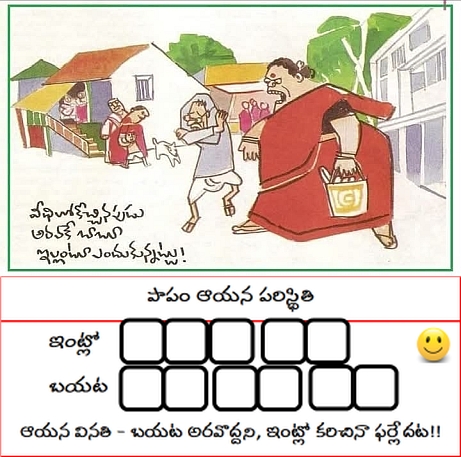 వీధిలోకొచ్చినపుడు
అరవకే బాబూ
ఇల్లంటూ ఎందుకున్నట్టు!
పాపం ఆయన పరిస్థితి
ఇంట్లో
బయట
ఆయన వినతి - బయట అరవొద్దని, ఇంట్లో కరిచినా ఫర్లేదట!!